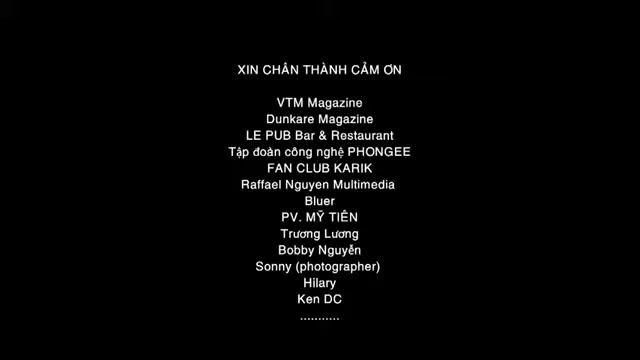 XIN CHÂN THÀNH CẢM ƠN
VTM Magazine
Dunkare Magazine
LE PUB Bar & Restaurant
Tập đoàn công nghệ PHONGEE
FAN CLUB KARIK
Raffael Nguyen Multimedia
Bluer
PV. MỸ TIÊN
Trương Lương
Bobby Nguyễn
Sonny (photographer)
Hilary
Ken DC
...........